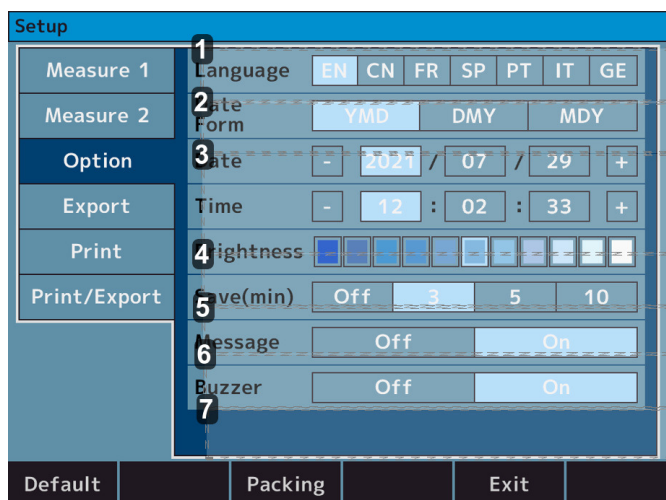 Setup
Measure 1
Measure 2
Option
Export
Print
Print/Export
1
Language EN CN FR SP PT IT GE
2
Date Form YMD DMY MDY
3
Date - 2021 / 07 / 29 +
Time - 12 : 02 : 33 +
4
Brightness
Save(min) Off 3 5 10
5
Message Off On
6
Buzzer Off On
7
Default Packing Exit